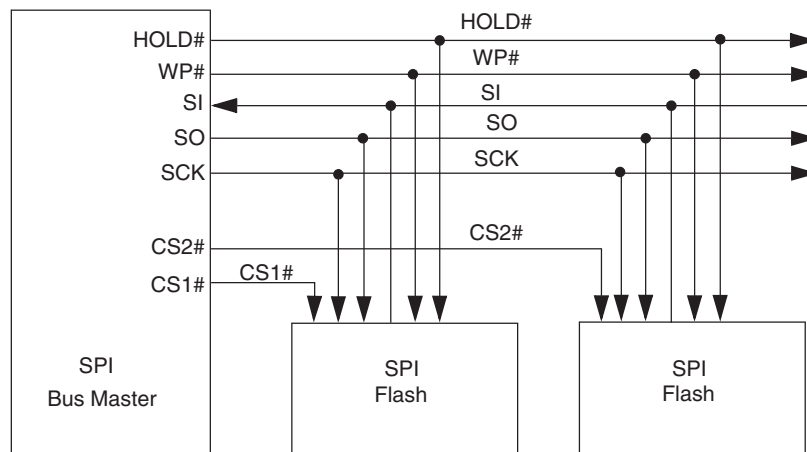 HOLD#
HOLD#
WP#
WP#
SI
SI
SO
SO
SCK
SCK
CS2#
CS2#
CS1#
CS1#
SPI
Bus Master
SPI
Flash
SPI
Flash